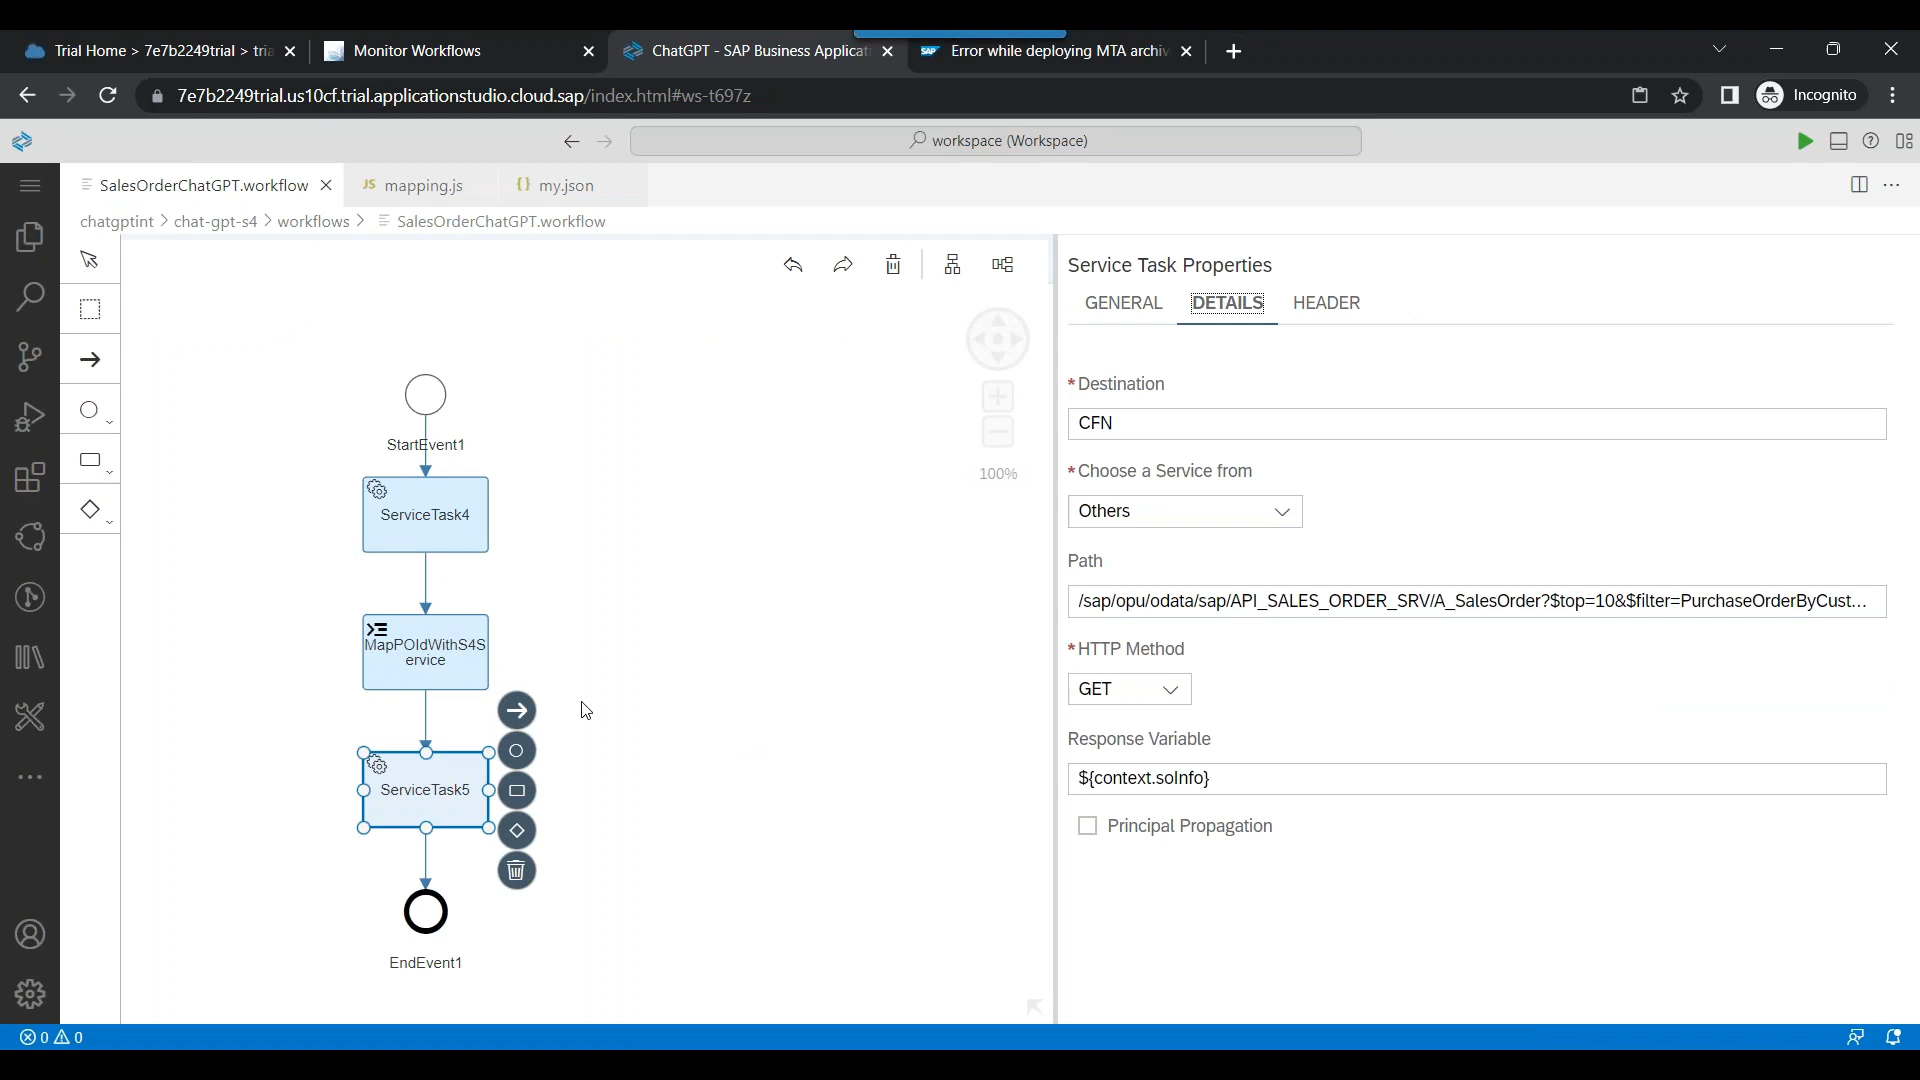 Trial Home > 7e7b2249trial > tria
Monitor Workflows
ChatGPT - SAP Business Applicat
SAP Error while deploying MTA archiv
7e7b2249trial.us10cf.trial.applicationstudio.cloud.sap/index.html#ws-t697z
Incognito
workspace (Workspace)
SalesOrderChatGPT.workflow
JS mapping.js
{} my.json
chatgptint > chat-gpt-s4 > workflows > SalesOrderChatGPT.workflow
StartEvent1
ServiceTask4
MapPOIdWithS4S
ervice
ServiceTask5
EndEvent1
100%
Service Task Properties
GENERAL DETAILS HEADER
* Destination
CFN
* Choose a Service from
Others
Path
/sap/opu/odata/sap/API_SALES_ORDER_SRV/A_SalesOrder?$top=10&$filter=PurchaseOrderByCust...
* HTTP Method
GET
Response Variable
${context.soInfo}
Principal Propagation
0 0